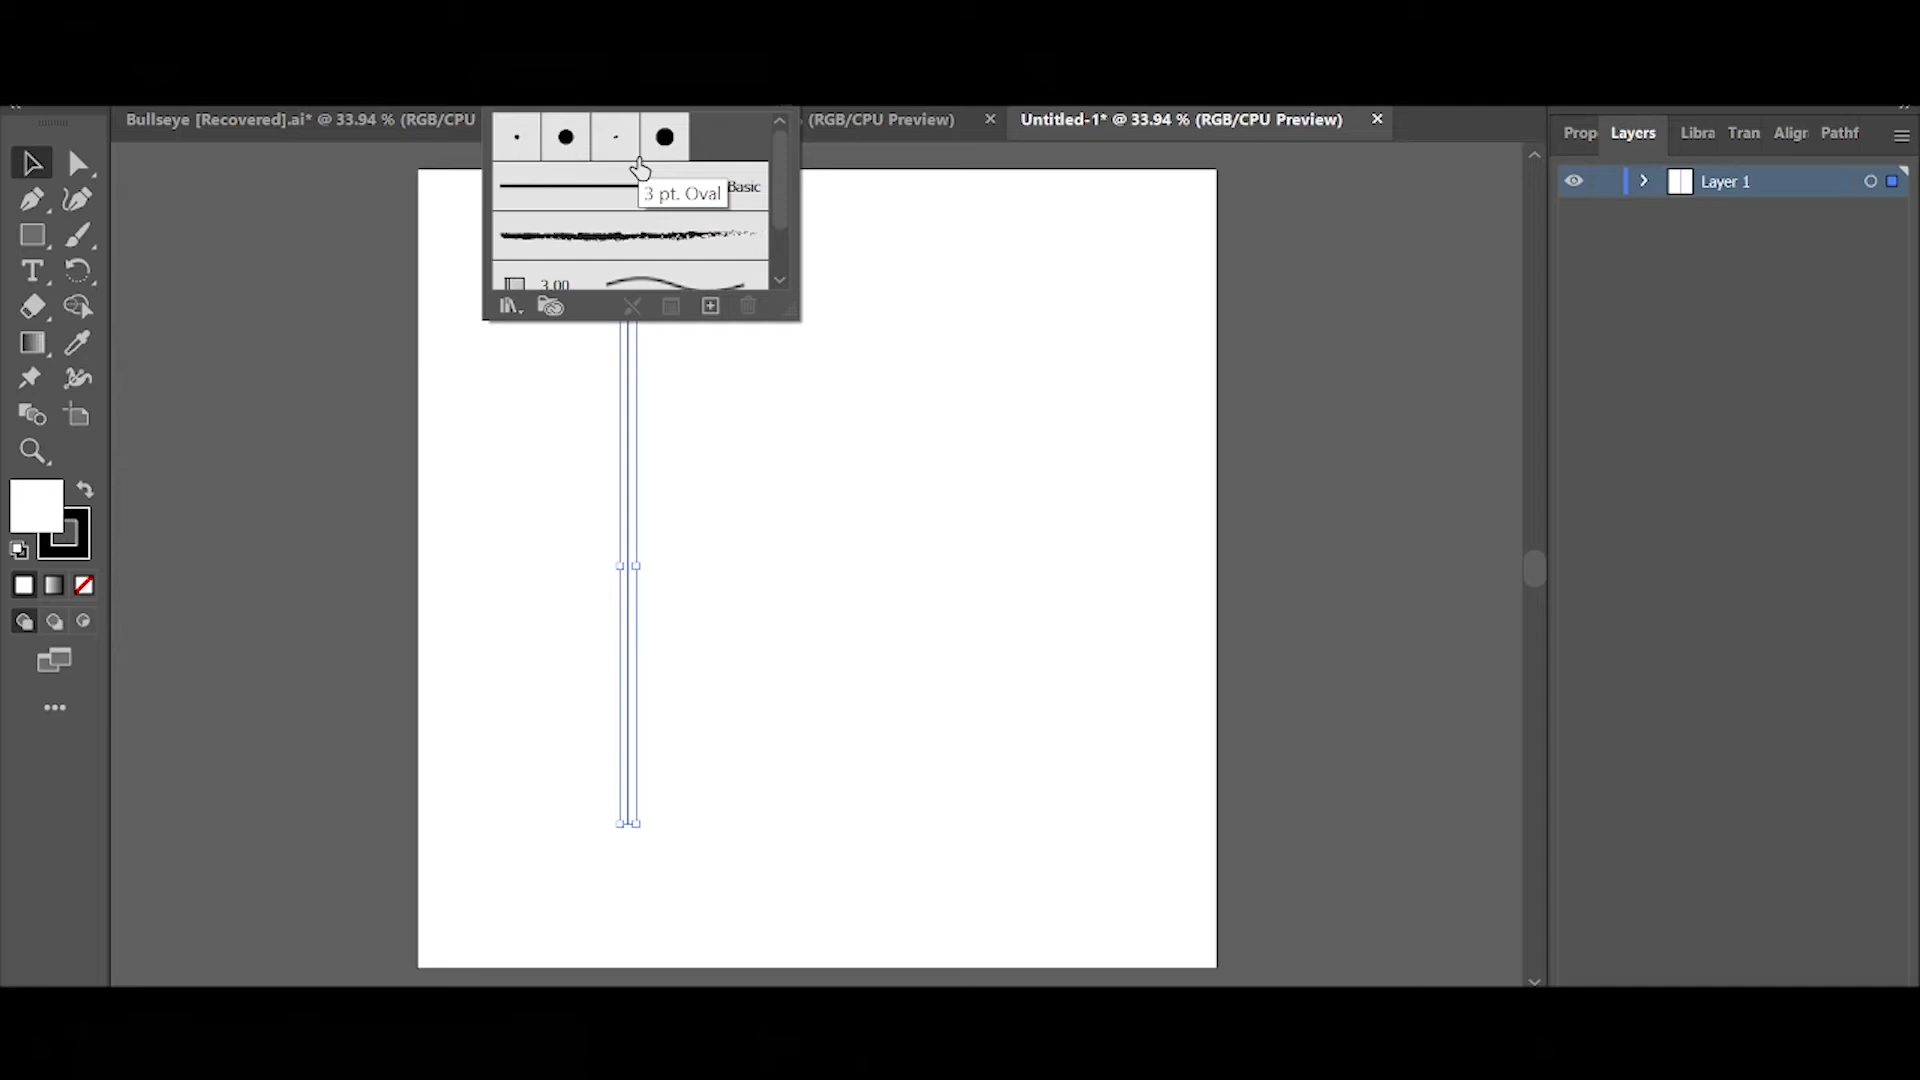 Bullseye [Recovered].ai* @ 33.94 % (RGB/CPU
(RGB/CPU Preview)
Untitled-1* @ 33.94 % (RGB/CPU Preview)
Prop
Layers
Libra
Tran
Align
Pathf
Basic
3 pt. Oval
3.00
Layer 1